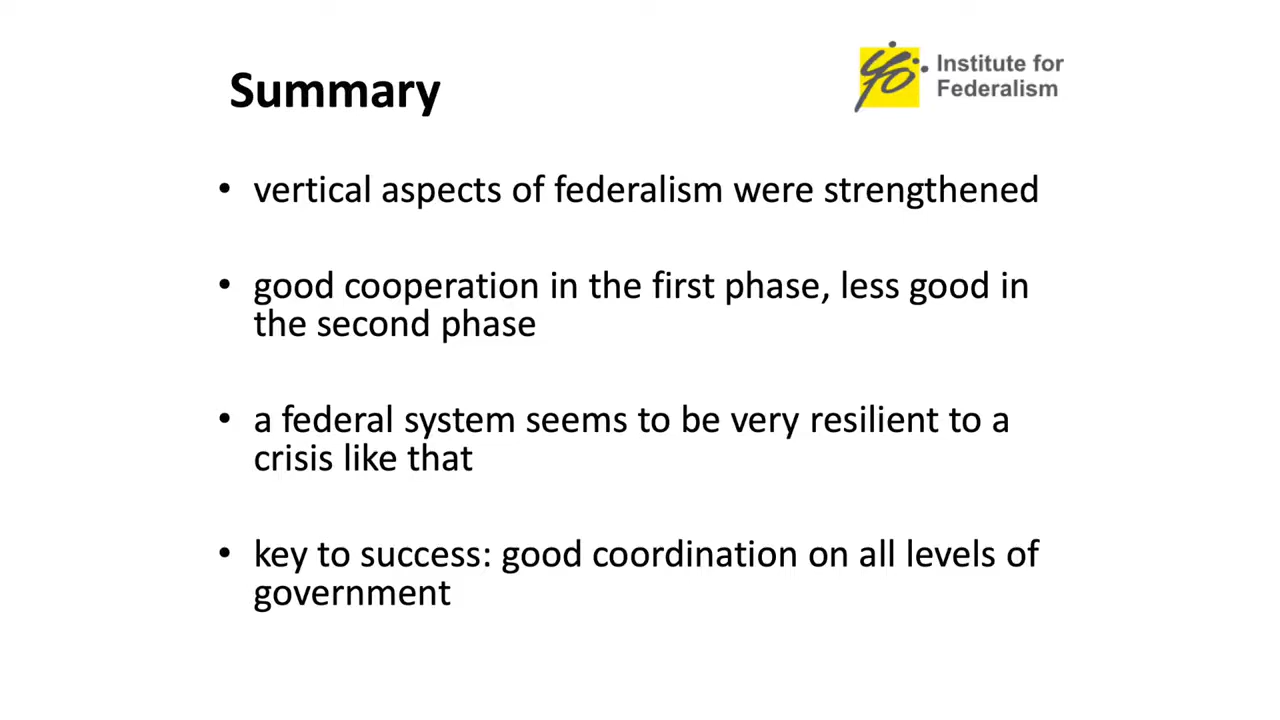 Summary
Institute for
Federalism
• vertical aspects of federalism were strengthened
• good cooperation in the first phase, less good in
the second phase
• a federal system seems to be very resilient to a
crisis like that
• key to success: good coordination on all levels of
government